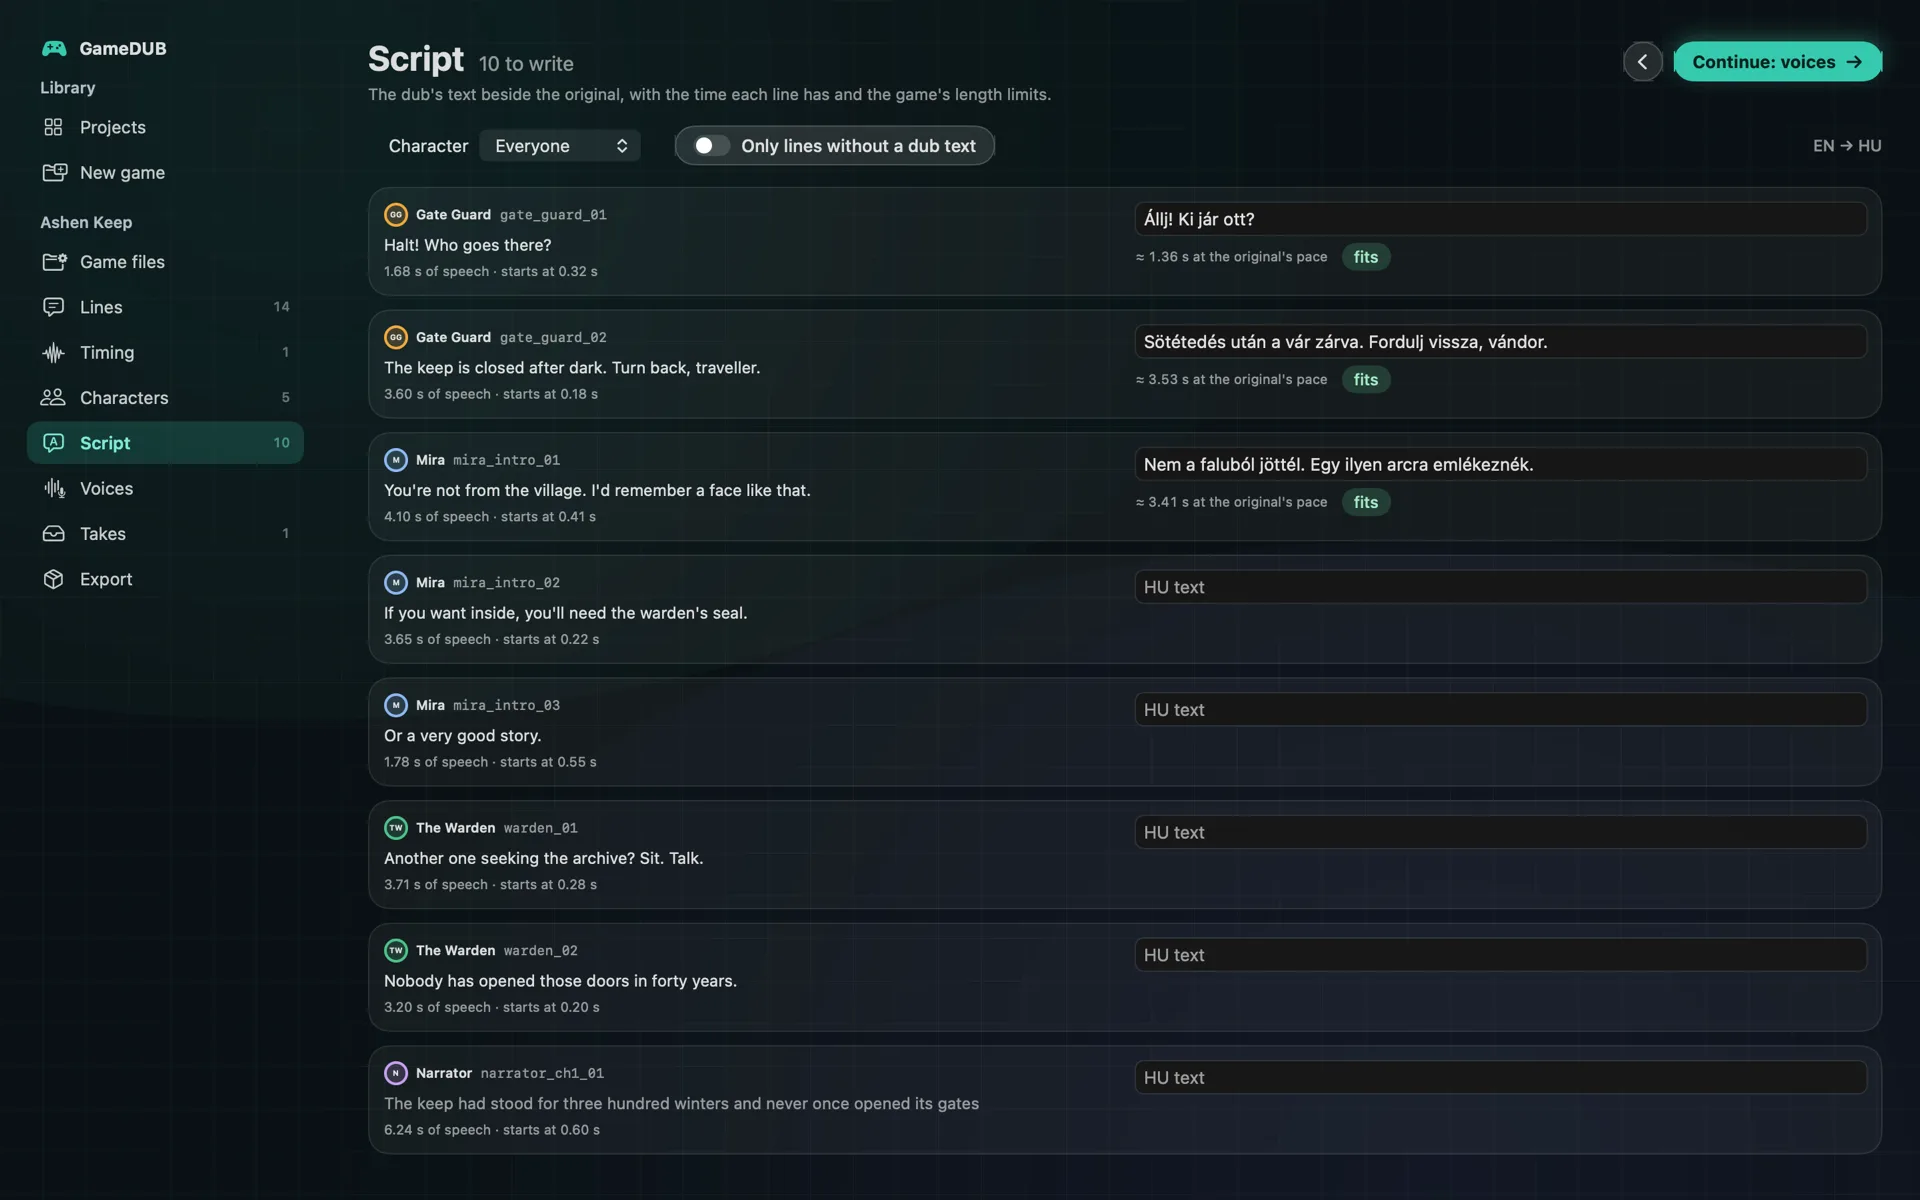 GameDUB
Library
Projects
New game
Ashen Keep
Game files
Lines 14
Timing 1
Characters 5
Script 10
Voices
Takes 1
Export
Script 10 to write
The dub's text beside the original, with the time each line has and the game's length limits.
Continue: voices →
Character Everyone
Only lines without a dub text
EN → HU
GG Gate Guard gate_guard_01
Halt! Who goes there?
1.68 s of speech · starts at 0.32 s
Állj! Ki jár ott?
≈ 1.36 s at the original's pace fits
GG Gate Guard gate_guard_02
The keep is closed after dark. Turn back, traveller.
3.60 s of speech · starts at 0.18 s
Sötétedés után a vár zárva. Fordulj vissza, vándor.
≈ 3.53 s at the original's pace fits
M Mira mira_intro_01
You're not from the village. I'd remember a face like that.
4.10 s of speech · starts at 0.41 s
Nem a faluból jöttél. Egy ilyen arcra emlékeznék.
≈ 3.41 s at the original's pace fits
M Mira mira_intro_02
If you want inside, you'll need the warden's seal.
3.65 s of speech · starts at 0.22 s
HU text
M Mira mira_intro_03
Or a very good story.
1.78 s of speech · starts at 0.55 s
HU text
TW The Warden warden_01
Another one seeking the archive? Sit. Talk.
3.71 s of speech · starts at 0.28 s
HU text
TW The Warden warden_02
Nobody has opened those doors in forty years.
3.20 s of speech · starts at 0.20 s
HU text
N Narrator narrator_ch1_01
The keep had stood for three hundred winters and never once opened its gates
6.24 s of speech · starts at 0.60 s
HU text